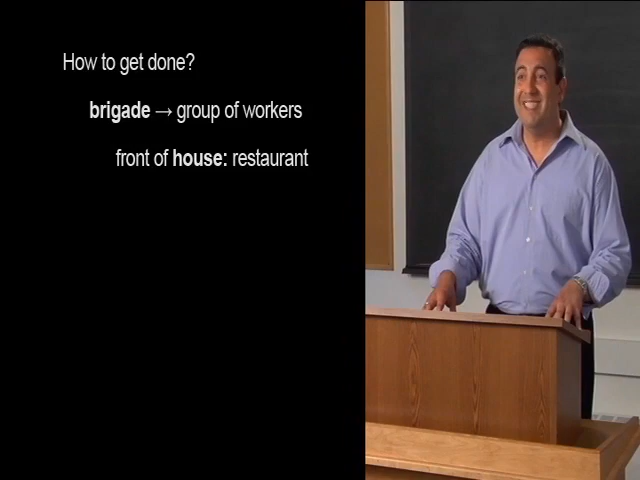 How to get done?
brigade → group of workers
front of house: restaurant